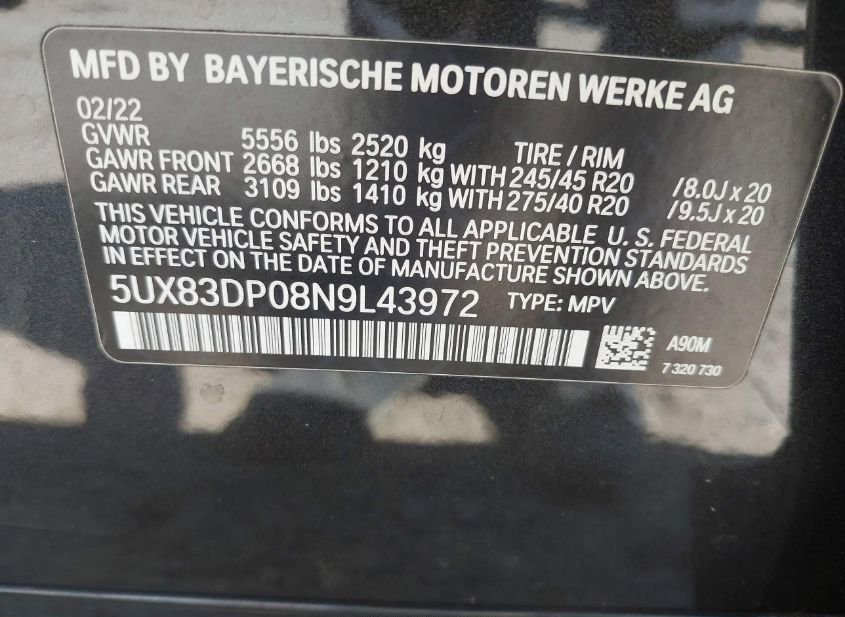 MFD BY BAYERISCHE MOTOREN WERKE AG
02/22
GVWR 5556 lbs 2520 kg TIRE / RIM
GAWR FRONT 2668 lbs 1210 kg WITH 245/45 R20 /8.0J x 20
GAWR REAR 3109 lbs 1410 kg WITH 275/40 R20 /9.5J x 20
THIS VEHICLE CONFORMS TO ALL APPLICABLE U. S. FEDERAL
MOTOR VEHICLE SAFETY AND THEFT PREVENTION STANDARDS
IN EFFECT ON THE DATE OF MANUFACTURE SHOWN ABOVE.
5UX83DP08N9L43972 TYPE: MPV
A90M
7 320 730